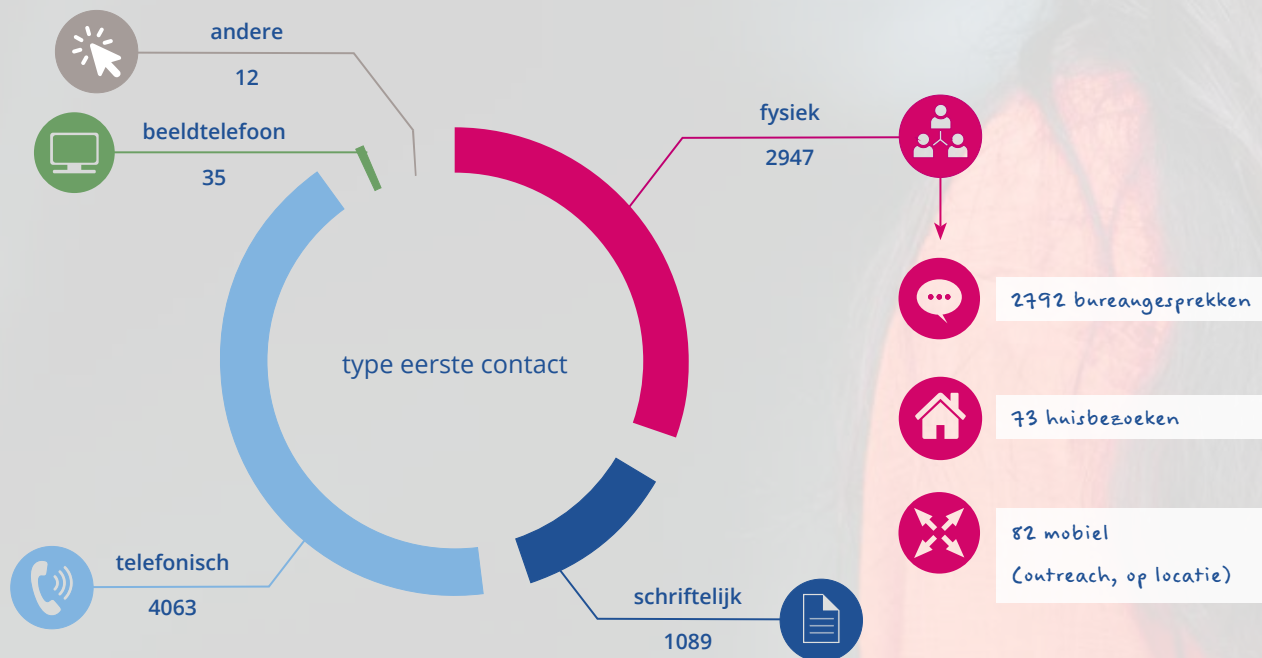 andere
12
beeldtelefoon
35
fysiek
2947
type eerste contact
2792 bureaugesprekken
73 huisbezoeken
82 mobiel
(outreach, op locatie)
telefonisch
4063
schriftelijk
1089